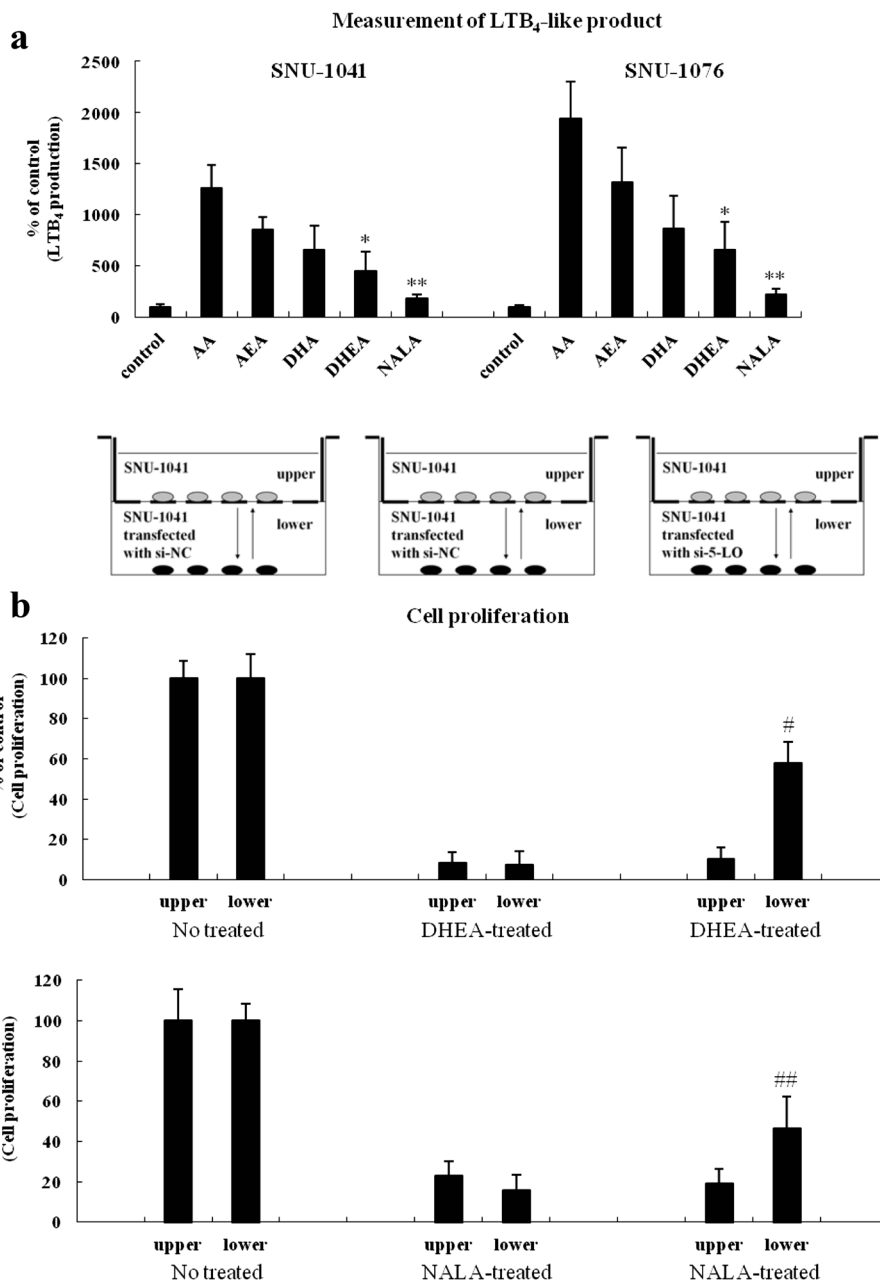 a
Measurement of LTB4-like product
SNU-1041
SNU-1076
% of control
(LTB4 production)
2500
2000
1500
1000
500
0
*
**
*
**
control AA AEA DHA DHEA NALA control AA AEA DHA DHEA NALA
SNU-1041
upper
SNU-1041
transfected
with si-NC
lower
SNU-1041
upper
SNU-1041
transfected
with si-NC
lower
SNU-1041
upper
SNU-1041
transfected
with si-5-LO
lower
b
Cell proliferation
(Cell proliferation)
120
100
80
60
40
20
0
#
upper lower upper lower upper lower
No treated DHEA-treated DHEA-treated
(Cell proliferation)
120
100
80
60
40
20
0
##
upper lower upper lower upper lower
No treated NALA-treated NALA-treated